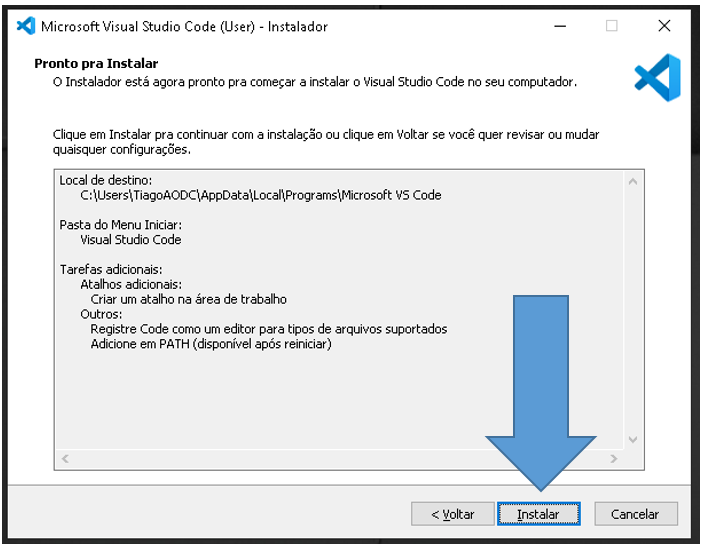 Microsoft Visual Studio Code (User) - Instalador
Pronto pra Instalar
O Instalador está agora pronto pra começar a instalar o Visual Studio Code no seu computador.
Clique em Instalar pra continuar com a instalação ou clique em Voltar se você quer revisar ou mudar
quaisquer configurações.
Local de destino:
C:\Users\TiagoAODC\AppData\Local\Programs\Microsoft VS Code
Pasta do Menu Iniciar:
Visual Studio Code
Tarefas adicionais:
Atalhos adicionais:
Criar um atalho na área de trabalho
Outros:
Registre Code como um editor para tipos de arquivos suportados
Adicione em PATH (disponível após reiniciar)
< Voltar
Instalar
Cancelar